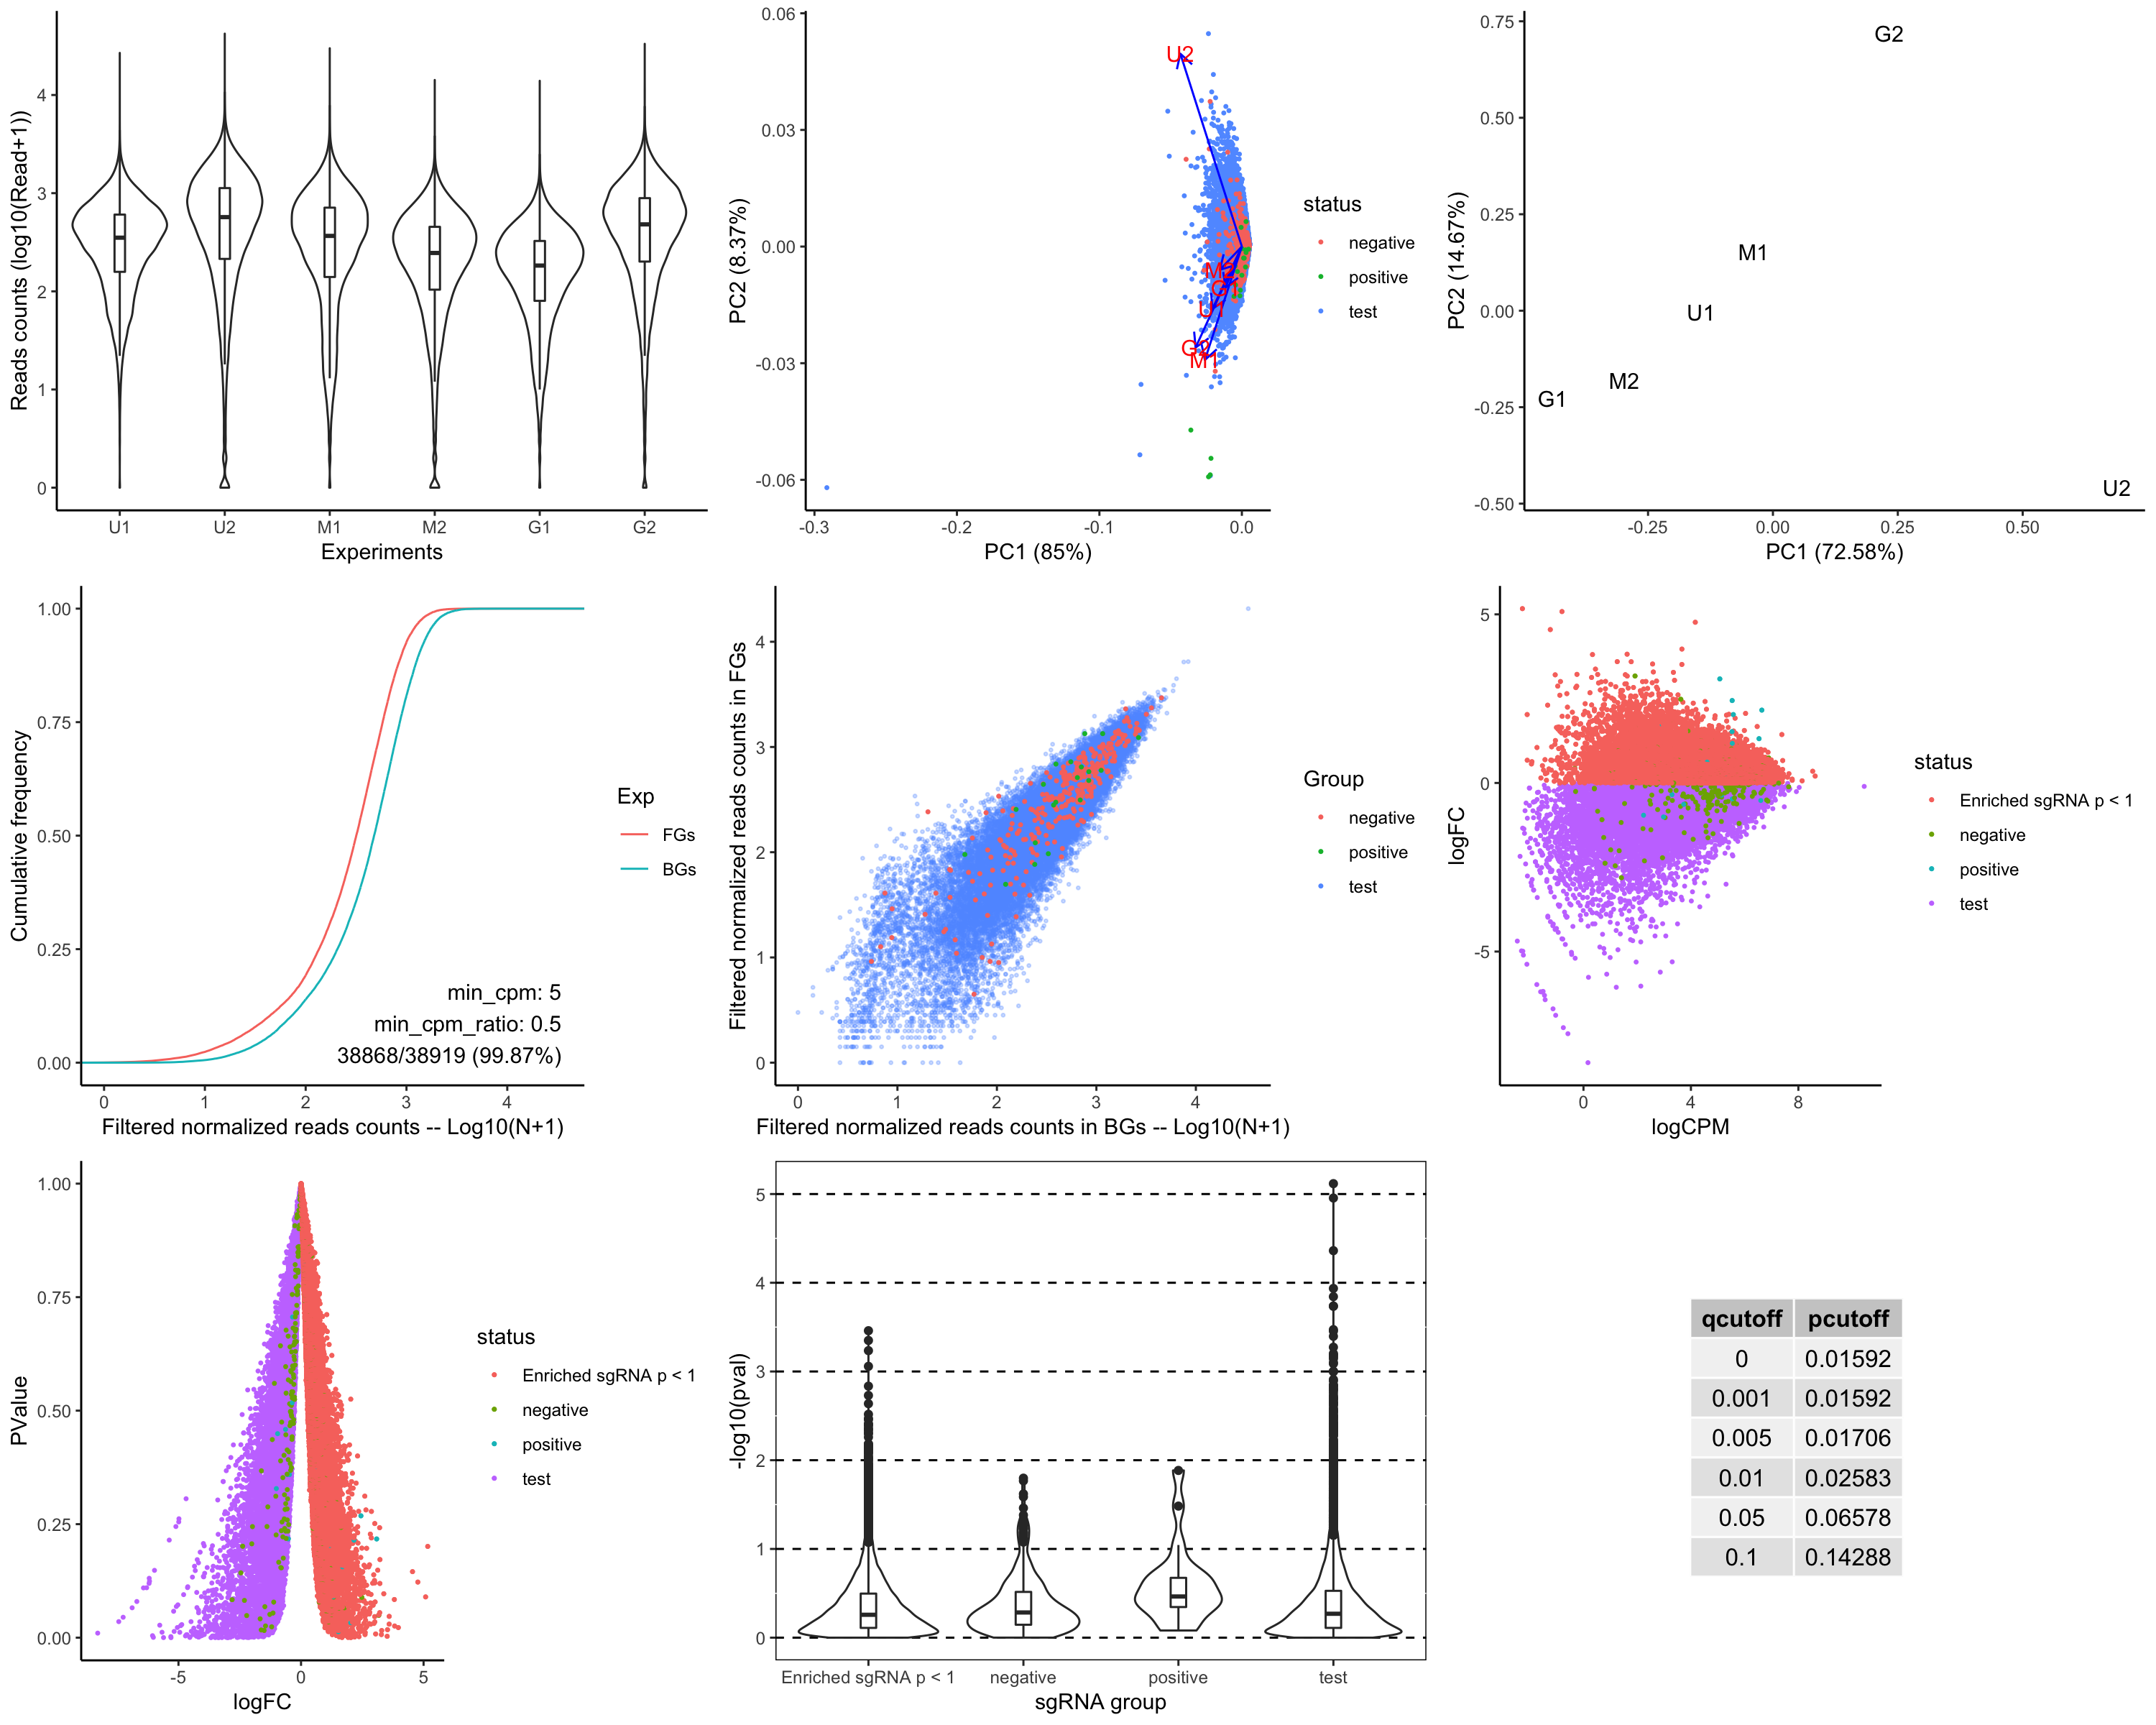 Reads counts (log10(Read+1))
4
3
2
1
0
U1 U2 M1 M2 G1 G2
Experiments
PC2 (8.37%)
0.06
0.03
0.00
-0.03
-0.06
U2
M2
G1
U1
G2
M1
-0.3 -0.2 -0.1 0.0
PC1 (85%)
status
negative
positive
test
PC2 (14.67%)
0.75
0.50
0.25
0.00
-0.25
-0.50
G2
M1
U1
M2
G1
U2
-0.25 0.00 0.25 0.50
PC1 (72.58%)
Cumulative frequency
1.00
0.75
0.50
0.25
0.00
min_cpm: 5
min_cpm_ratio: 0.5
38868/38919 (99.87%)
0 1 2 3 4
Filtered normalized reads counts -- Log10(N+1)
Exp
FGs
BGs
Filtered normalized reads counts in FGs
4
3
2
1
0
0 1 2 3 4
Filtered normalized reads counts in BGs -- Log10(N+1)
Group
negative
positive
test
logFC
5
0
-5
0 4 8
logCPM
status
Enriched sgRNA p < 1
negative
positive
test
PValue
1.00
0.75
0.50
0.25
0.00
-5 0 5
logFC
status
Enriched sgRNA p < 1
negative
positive
test
-log10(pval)
5
4
3
2
1
0
Enriched sgRNA p < 1 negative positive test
sgRNA group
qcutoff pcutoff
0 0.01592
0.001 0.01592
0.005 0.01706
0.01 0.02583
0.05 0.06578
0.1 0.14288